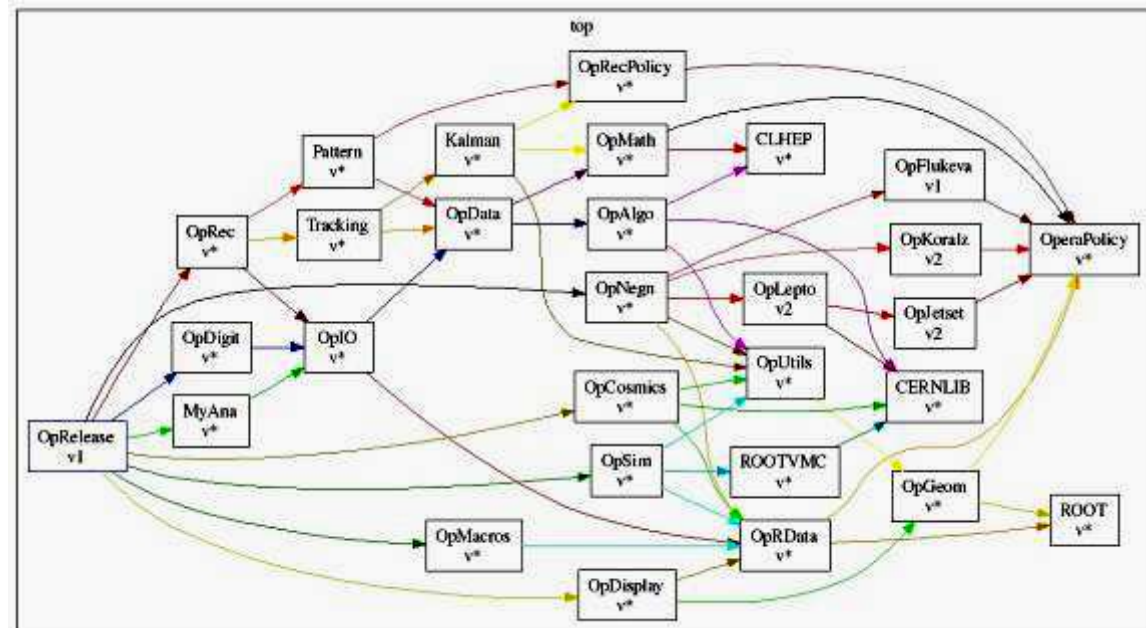 top
OpRecPolicy
v*
Kalman
v*
OpMath
v*
CLHEP
v*
Pattern
v*
OpFlukeva
v1
OpRec
v*
Tracking
v*
OpData
v*
OpAlgo
v*
OpKoralz
v2
OperaPolicy
v*
OpNegn
v*
OpLepto
v2
OpJetset
v2
OpDigit
v*
OpIO
v*
OpUtils
v*
OpCosmics
v*
CERNLIB
v*
MyAna
v*
OpRelease
v1
OpSim
v*
ROOTVMC
v*
OpGeom
v*
ROOT
v*
OpMacros
v*
OpRData
v*
OpDisplay
v*